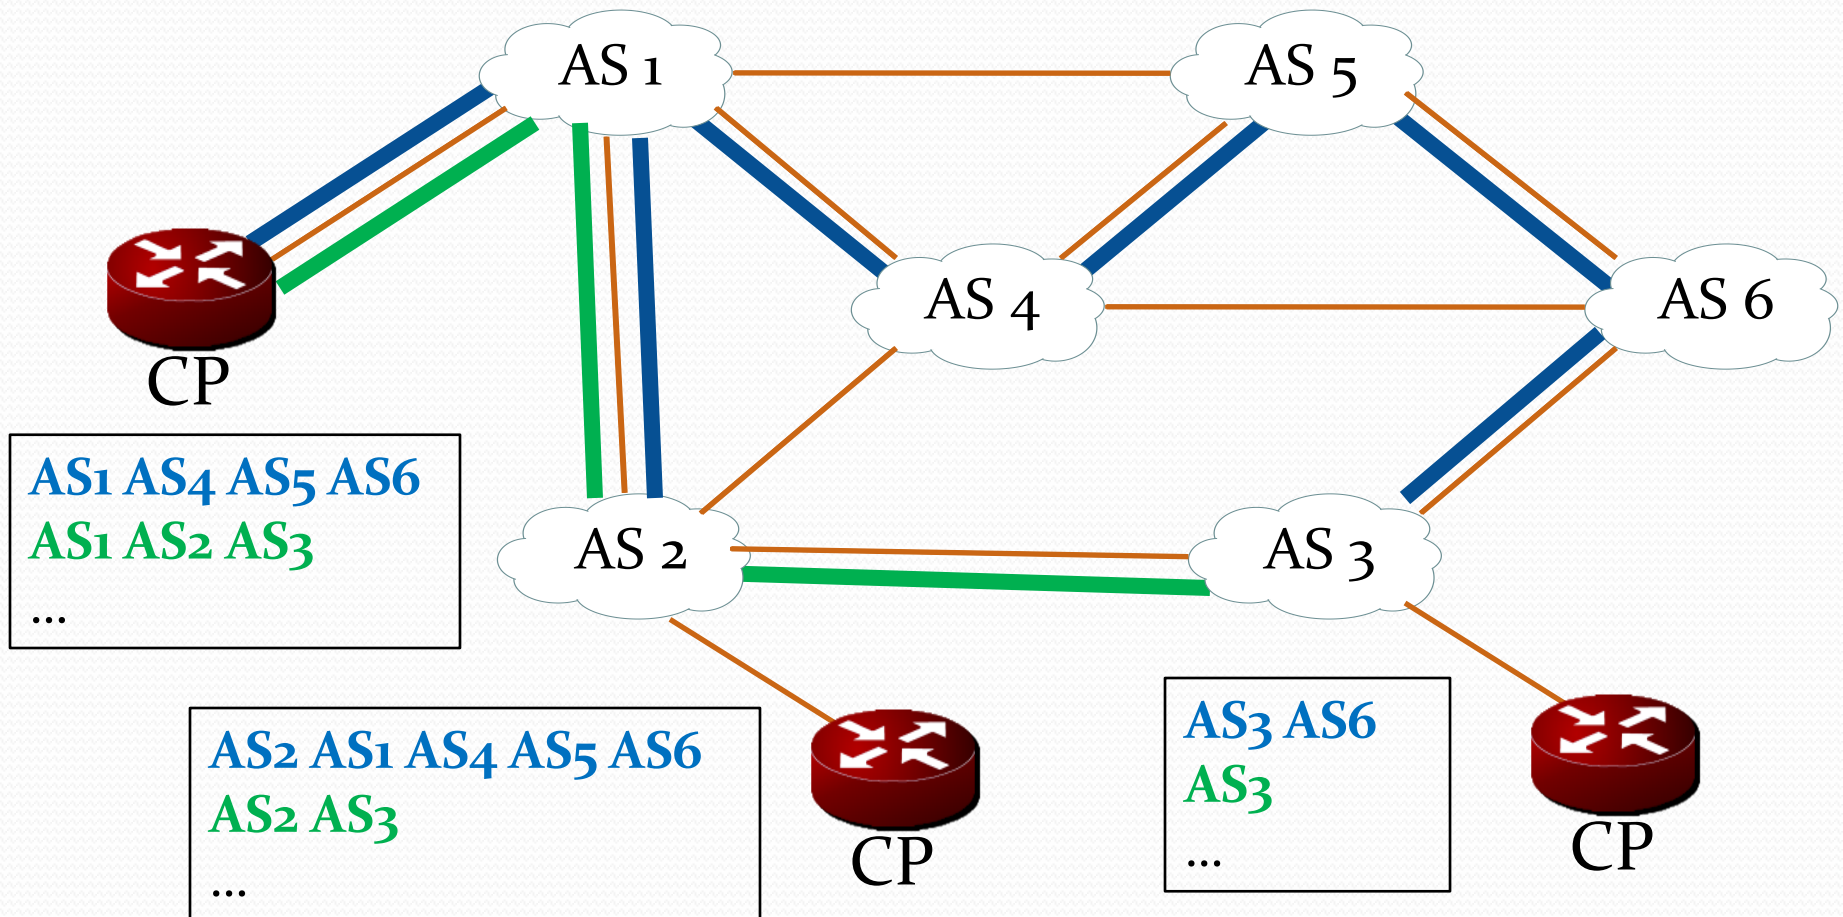 AS 1
AS 5
AS 4
AS 6
CP
AS1 AS4 AS5 AS6
AS1 AS2 AS3
...
AS 2
AS 3
AS2 AS1 AS4 AS5 AS6
AS2 AS3
...
CP
AS3 AS6
AS3
...
CP